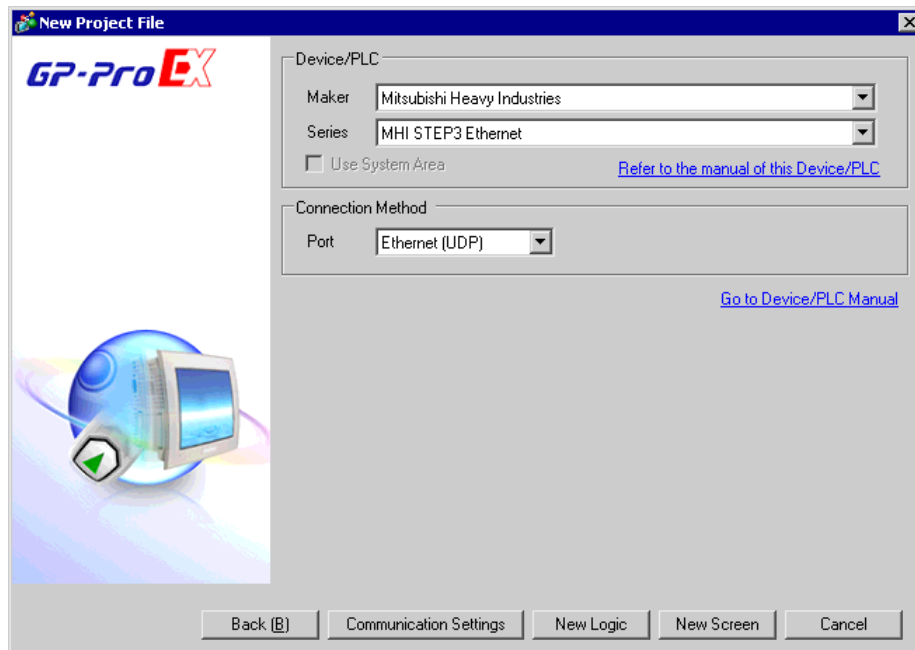 New Project File
GP-Pro EX
Device/PLC
Maker Mitsubishi Heavy Industries
Series MHI STEP3 Ethernet
Use System Area Refer to the manual of this Device/PLC
Connection Method
Port Ethernet (UDP)
Go to Device/PLC Manual
Back (B) Communication Settings New Logic New Screen Cancel